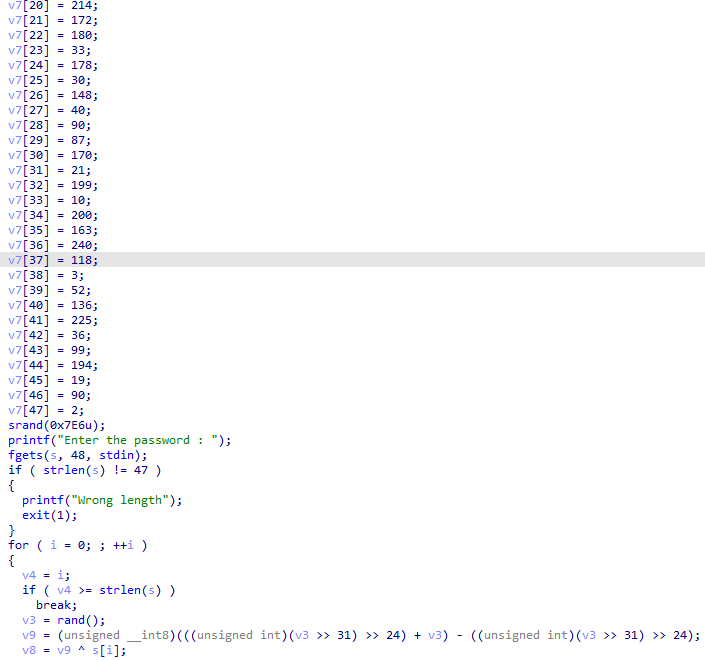 v7[20] = 214;
v7[21] = 172;
v7[22] = 180;
v7[23] = 33;
v7[24] = 178;
v7[25] = 30;
v7[26] = 148;
v7[27] = 40;
v7[28] = 90;
v7[29] = 87;
v7[30] = 170;
v7[31] = 21;
v7[32] = 199;
v7[33] = 10;
v7[34] = 200;
v7[35] = 163;
v7[36] = 240;
v7[37] = 118;
v7[38] = 3;
v7[39] = 52;
v7[40] = 136;
v7[41] = 225;
v7[42] = 36;
v7[43] = 99;
v7[44] = 194;
v7[45] = 19;
v7[46] = 90;
v7[47] = 2;
srand(0x7E6u);
printf("Enter the password : ");
fgets(s, 48, stdin);
if ( strlen(s) != 47 )
{
  printf("Wrong length");
  exit(1);
}
for ( i = 0; ; ++i )
{
  v4 = i;
  if ( v4 >= strlen(s) )
    break;
  v3 = rand();
  v9 = (unsigned __int8)(((unsigned int)(v3 >> 31) >> 24) + v3) - ((unsigned int)(v3 >> 31) >> 24);
  v8 = v9 ^ s[i];